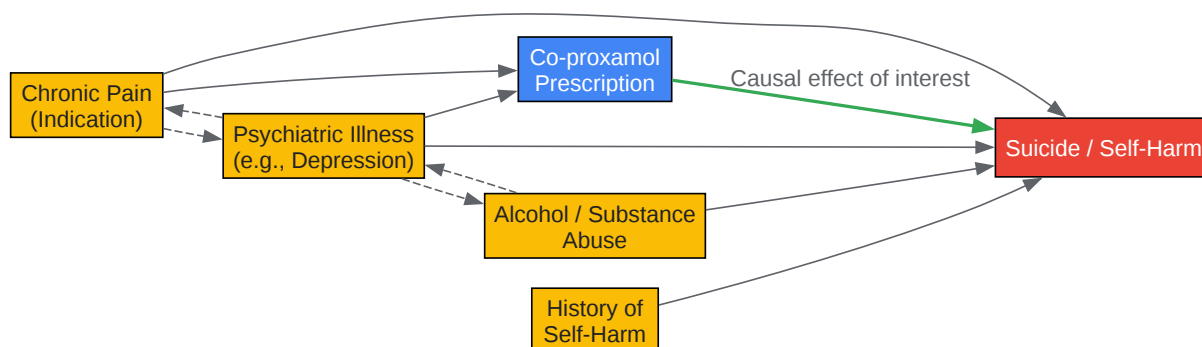 Chronic Pain
(Indication)
Psychiatric Illness
(e.g., Depression)
Co-proxamol
Prescription
Causal effect of interest
Suicide / Self-Harm
Alcohol / Substance
Abuse
History of
Self-Harm